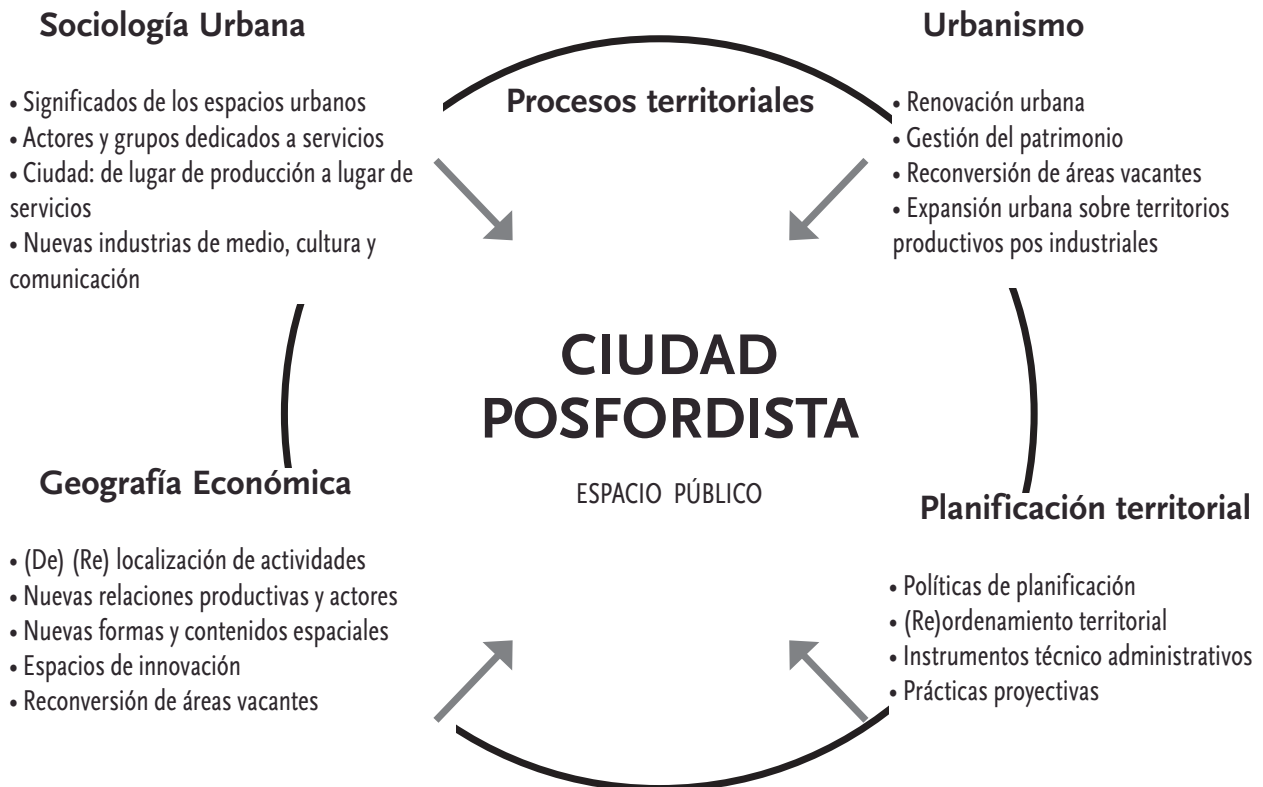 Sociología Urbana
• Significados de los espacios urbanos
• Actores y grupos dedicados a servicios
• Ciudad: de lugar de producción a lugar de
servicios
• Nuevas industrias de medio, cultura y
comunicación
Procesos territoriales
Urbanismo
• Renovación urbana
• Gestión del patrimonio
• Reconversión de áreas vacantes
• Expansión urbana sobre territorios
productivos pos industriales
CIUDAD
POSFORDISTA
ESPACIO PÚBLICO
Geografía Económica
• (De) (Re) localización de actividades
• Nuevas relaciones productivas y actores
• Nuevas formas y contenidos espaciales
• Espacios de innovación
• Reconversión de áreas vacantes
Planificación territorial
• Políticas de planificación
• (Re)ordenamiento territorial
• Instrumentos técnico administrativos
• Prácticas proyectivas